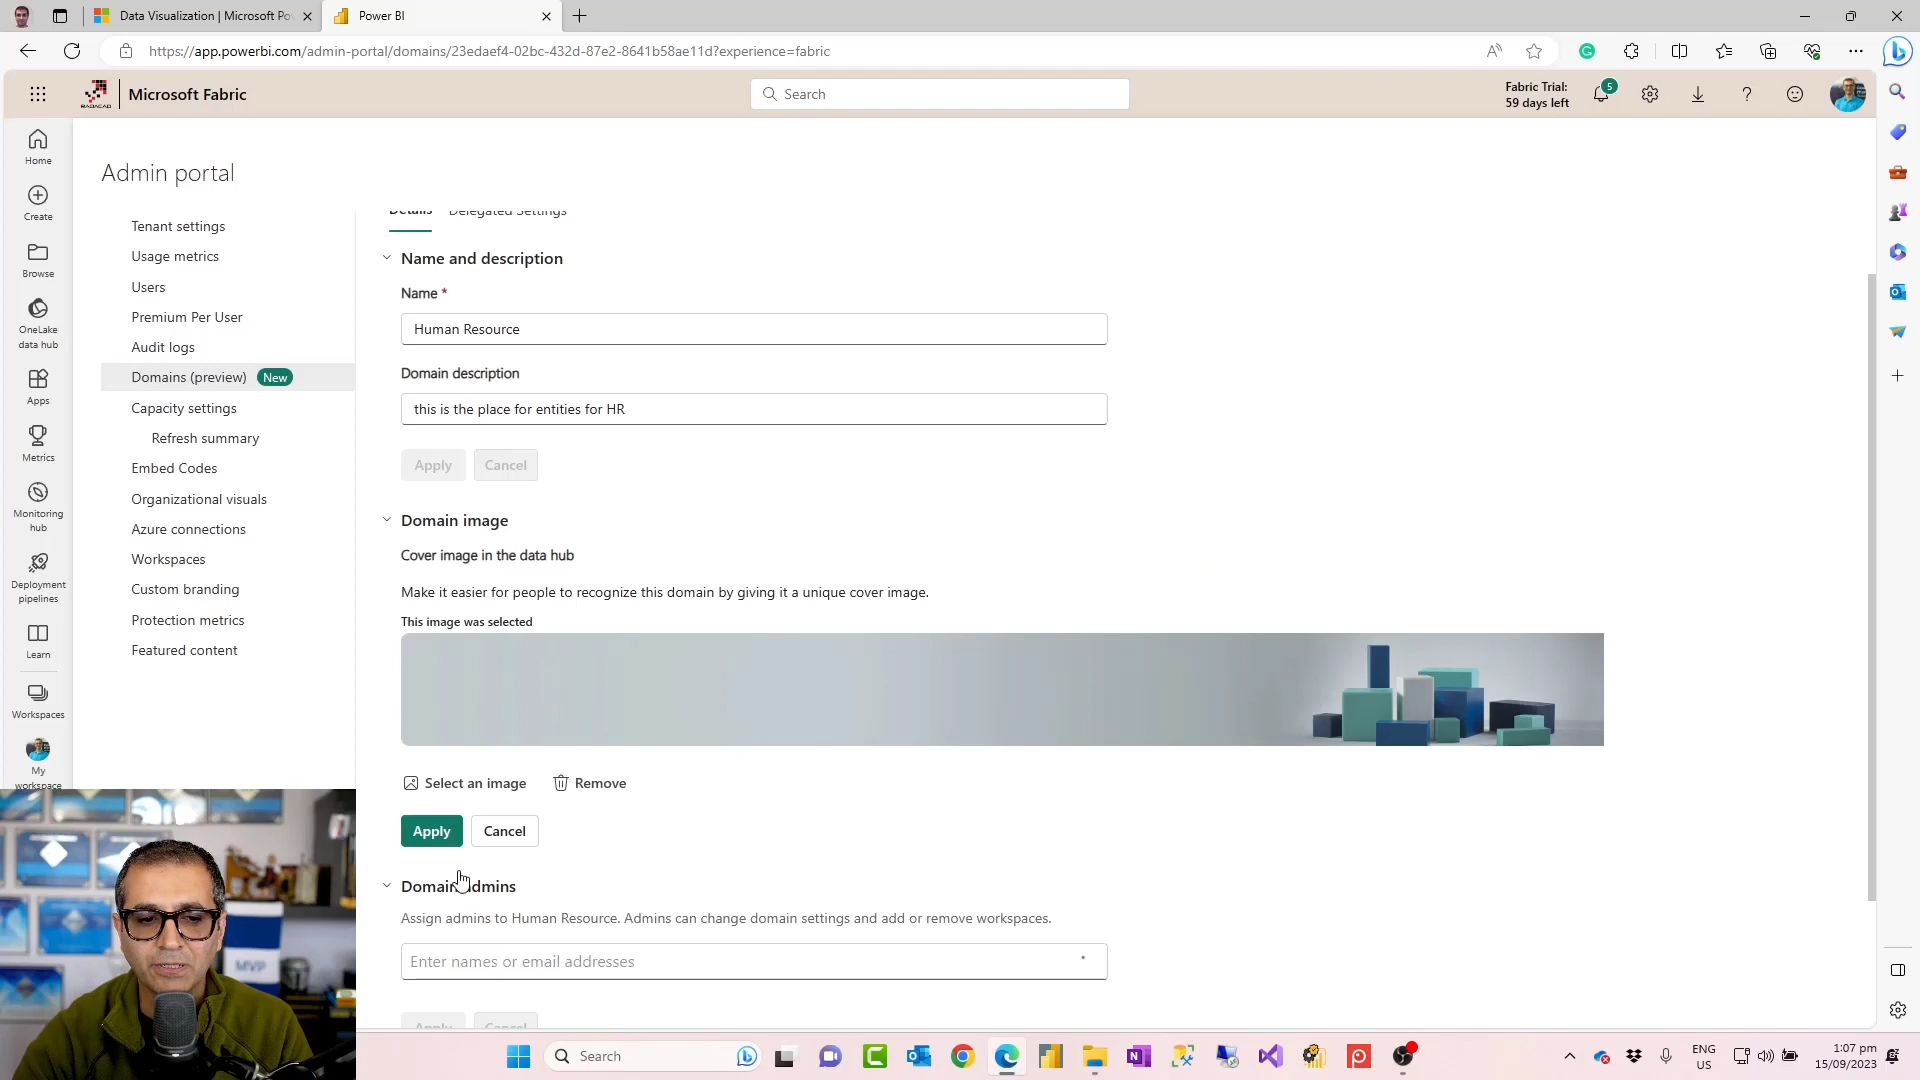 Data Visualization | Microsoft Po
Power BI
https://app.powerbi.com/admin-portal/domains/23edaef4-02bc-432d-87e2-8641b58ae11d?experience=fabric
RADACAD
Microsoft Fabric
Search
Fabric Trial:
59 days left
5
Home
Create
Browse
OneLake
data hub
Apps
Metrics
Monitoring
hub
Deployment
pipelines
Learn
Workspaces
My
workspace
Admin portal
Tenant settings
Usage metrics
Users
Premium Per User
Audit logs
Domains (preview) New
Capacity settings
Refresh summary
Embed Codes
Organizational visuals
Azure connections
Workspaces
Custom branding
Protection metrics
Featured content
Details Delegated Settings
Name and description
Name *
Human Resource
Domain description
this is the place for entities for HR
Apply Cancel
Domain image
Cover image in the data hub
Make it easier for people to recognize this domain by giving it a unique cover image.
This image was selected
Select an image Remove
Apply Cancel
Domain admins
Assign admins to Human Resource. Admins can change domain settings and add or remove workspaces.
Enter names or email addresses
Apply Cancel
MVP
Search
ENG
US
1:07 pm
15/09/2023